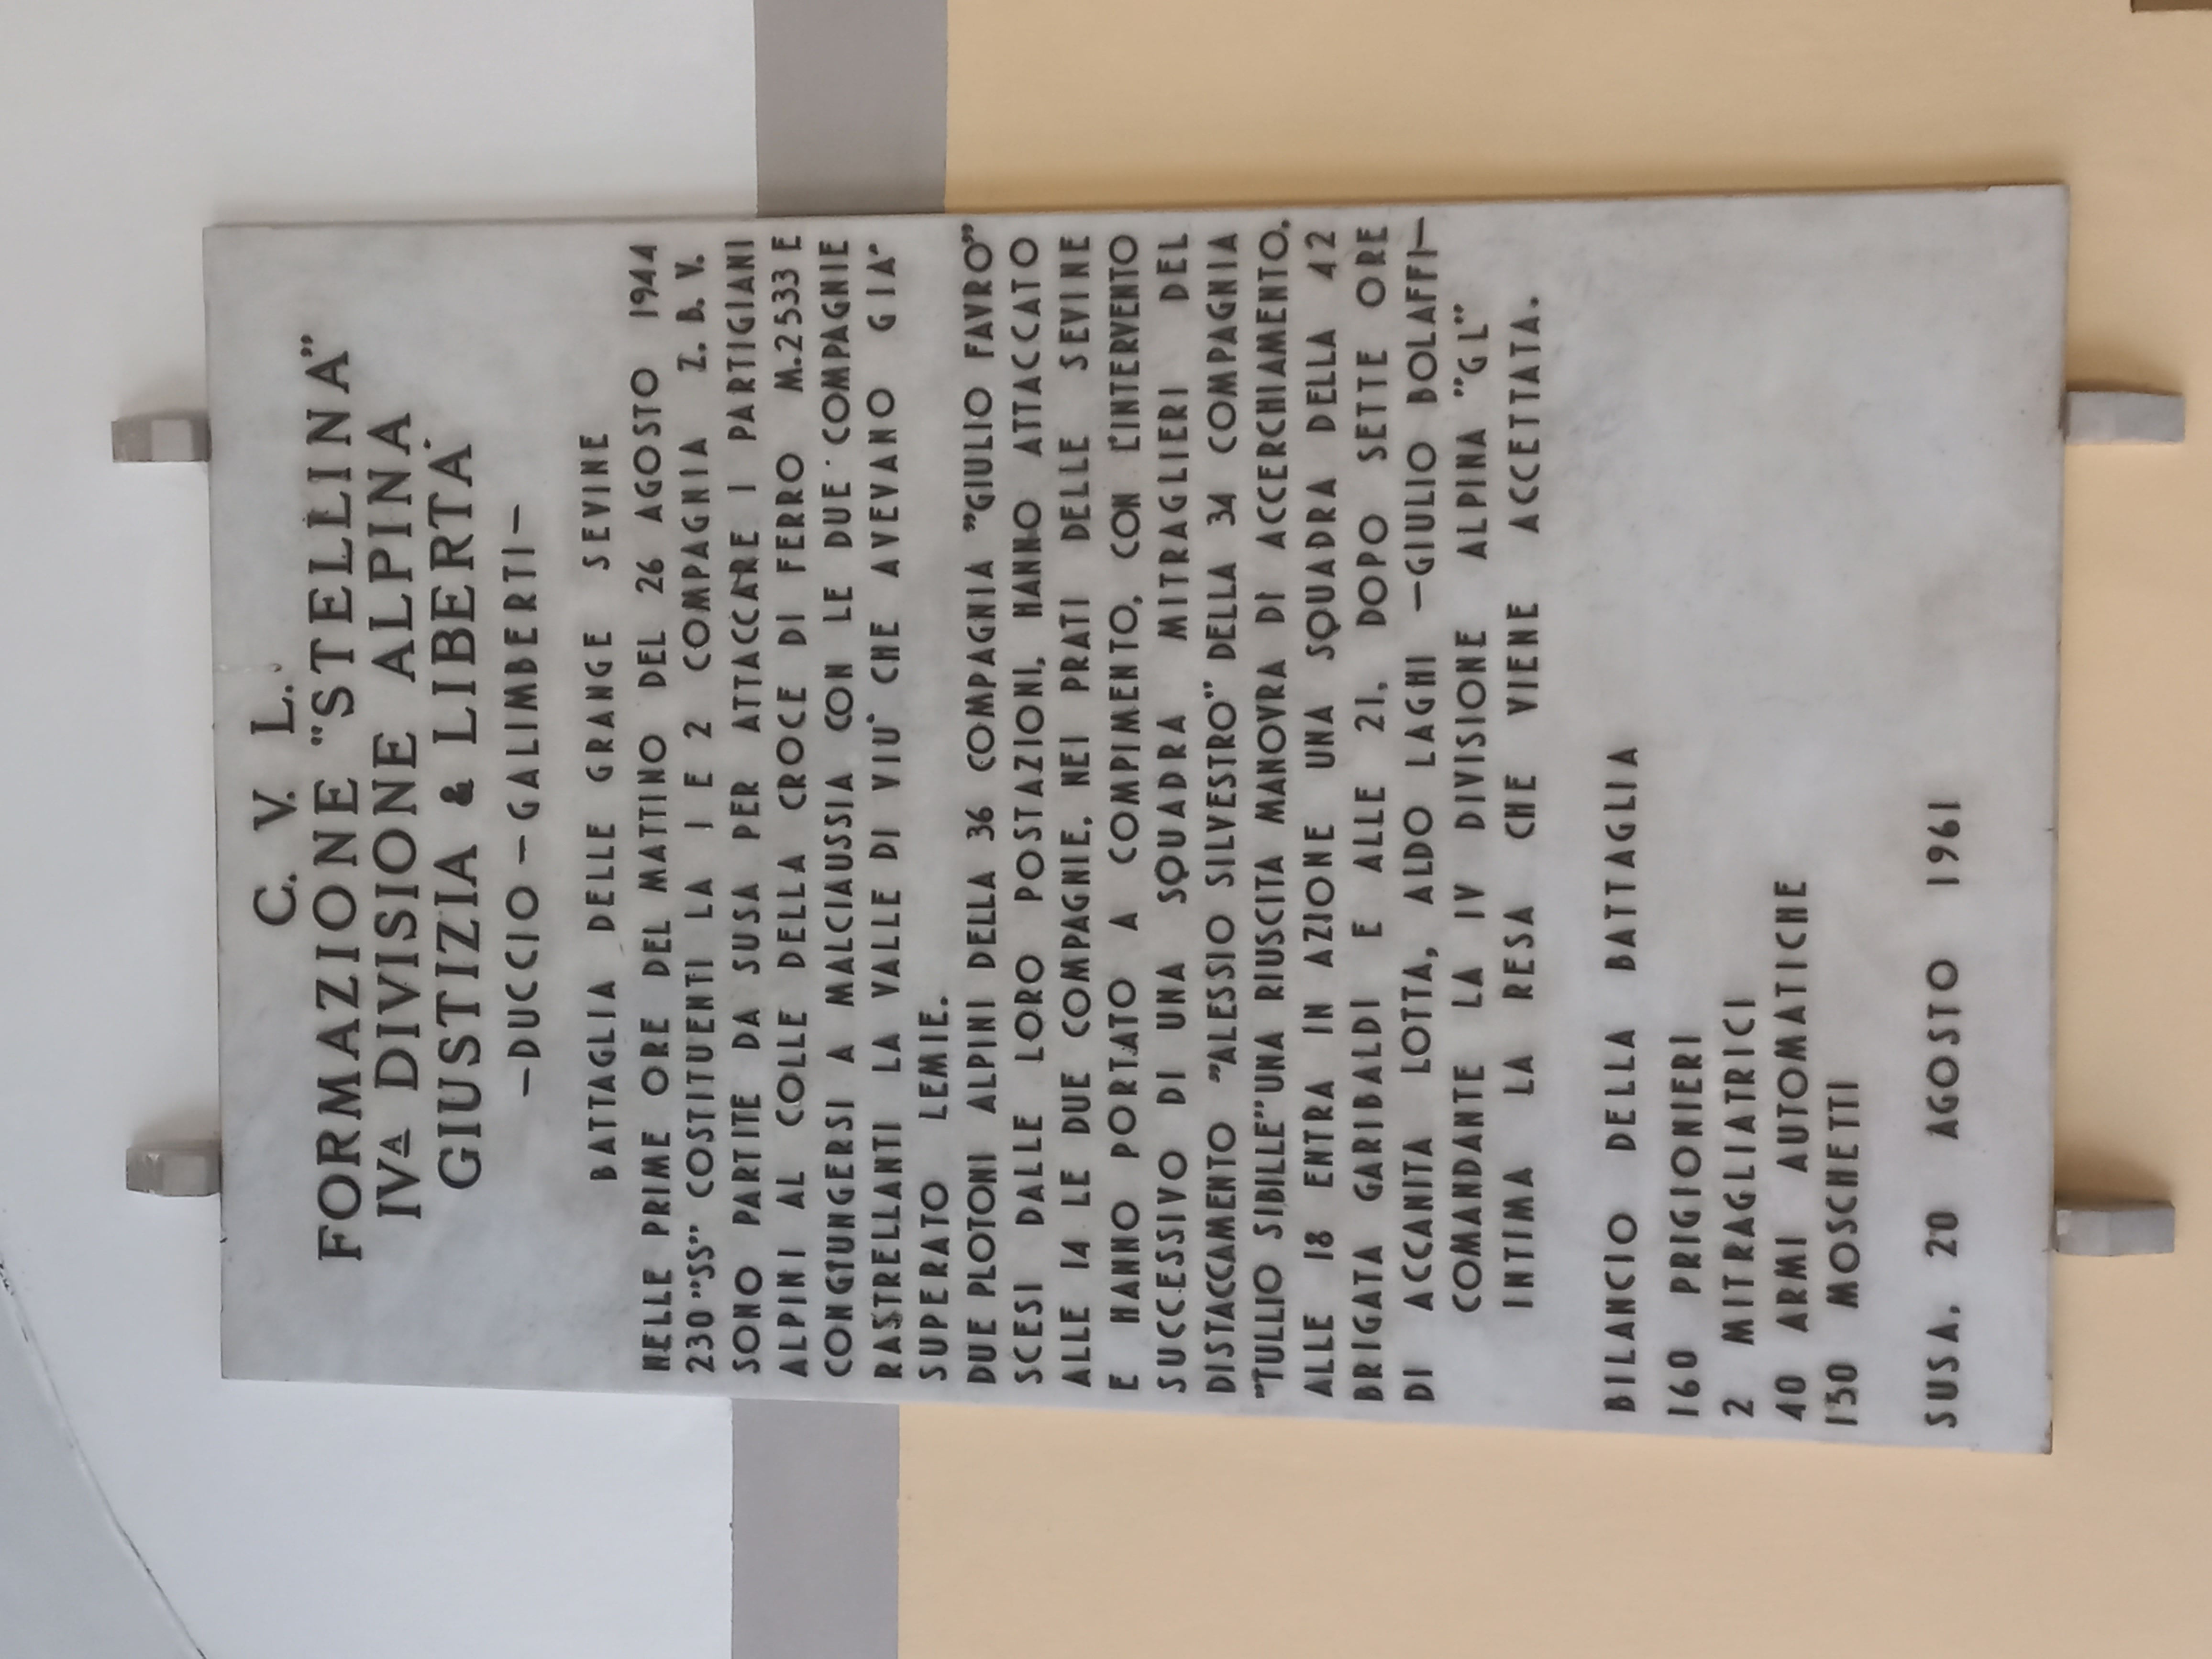 C. V. L.
FORMAZIONE "STELLINA"
IVª DIVISIONE ALPINA
GIUSTIZIA & LIBERTA'
-DUCCIO-GALIMBERTI-
BATTAGLIA DELLE GRANGE SEVINE
NELLE PRIME ORE DEL MATTINO DEL 26 AGOSTO 1944
230 "SS" COSTITUENTI LA 1 E 2 COMPAGNIA Z. B. V.
SONO PARTITE DA SUSA PER ATTACCARE I PARTIGIANI
ALPINI AL COLLE DELLA CROCE DI FERRO M.2533 E
CONGIUNGERSI A MALCIAUSSIA CON LE DUE COMPAGNIE
RASTRELLANTI LA VALLE DI VIU' CHE AVEVANO GIA'
SUPERATO LEMIE.
DUE PLOTONI ALPINI DELLA 36 COMPAGNIA "GIULIO FAVRO"
SCESI DALLE LORO POSTAZIONI, HANNO ATTACCATO
ALLE 14 LE DUE COMPAGNIE, NEI PRATI DELLE SEVINE
E HANNO PORTATO A COMPIMENTO, CON L'INTERVENTO
SUCCESSIVO DI UNA SQUADRA MITRAGLIERI DEL
DISTACCAMENTO "ALESSIO SILVESTRO" DELLA 34 COMPAGNIA
"TULLIO SIBILLE" UNA RIUSCITA MANOVRA DI ACCERCHIAMENTO.
ALLE 18 ENTRA IN AZIONE UNA SQUADRA DELLA 42
BRIGATA GARIBALDI E ALLE 21, DOPO SETTE ORE
DI ACCANITA LOTTA, ALDO LAGHI -GIULIO BOLAFFI-
COMANDANTE LA IV DIVISIONE ALPINA "GL"
INTIMA LA RESA CHE VIENE ACCETTATA.
BILANCIO DELLA BATTAGLIA
160 PRIGIONIERI
2 MITRAGLIATRICI
40 ARMI AUTOMATICHE
150 MOSCHETTI
SUSA, 20 AGOSTO 1961